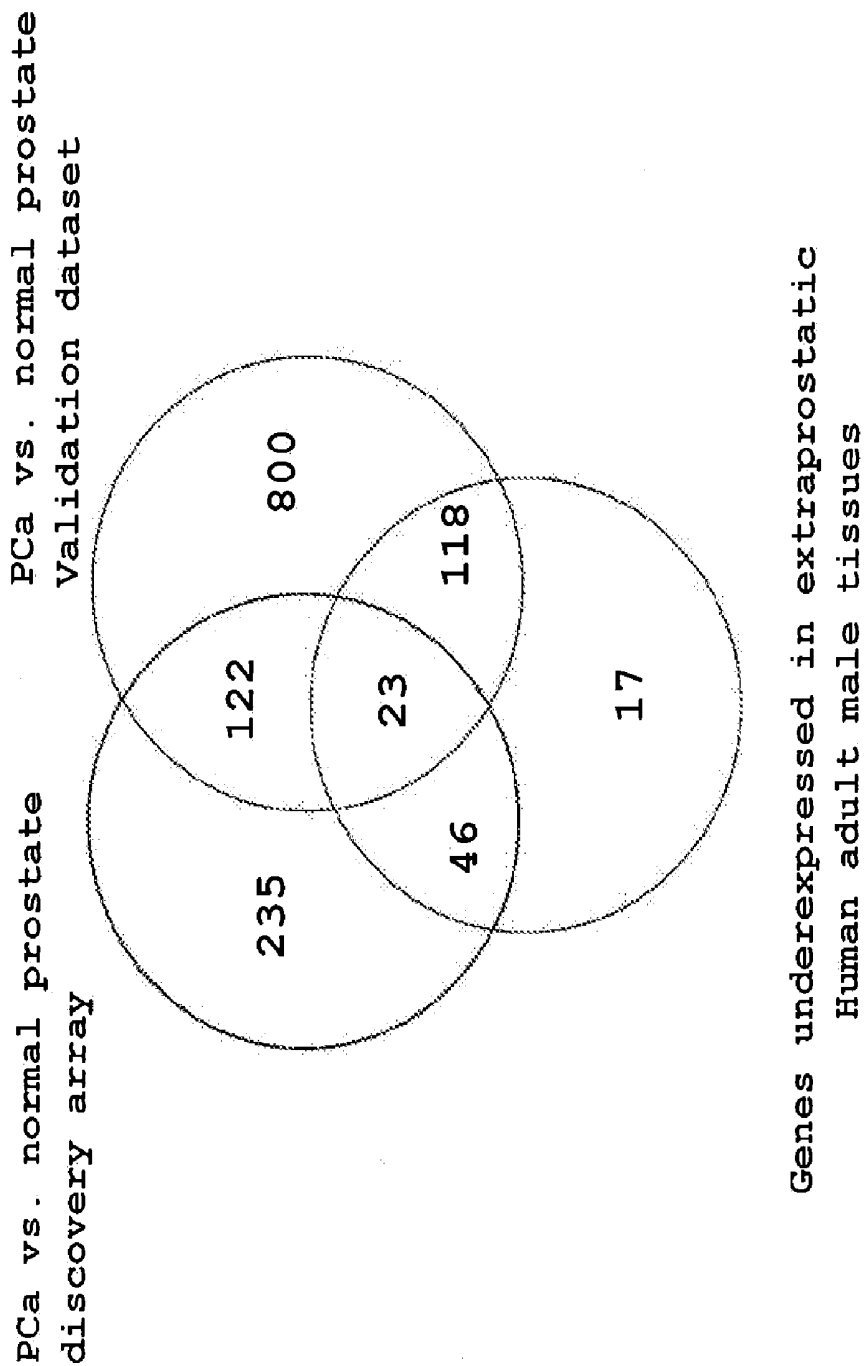 PCa vs. normal prostate
discovery array
PCa vs. normal prostate
Validation dataset
235
122
800
46
23
118
17
Genes underexpressed in extraprostatic
Human adult male tissues